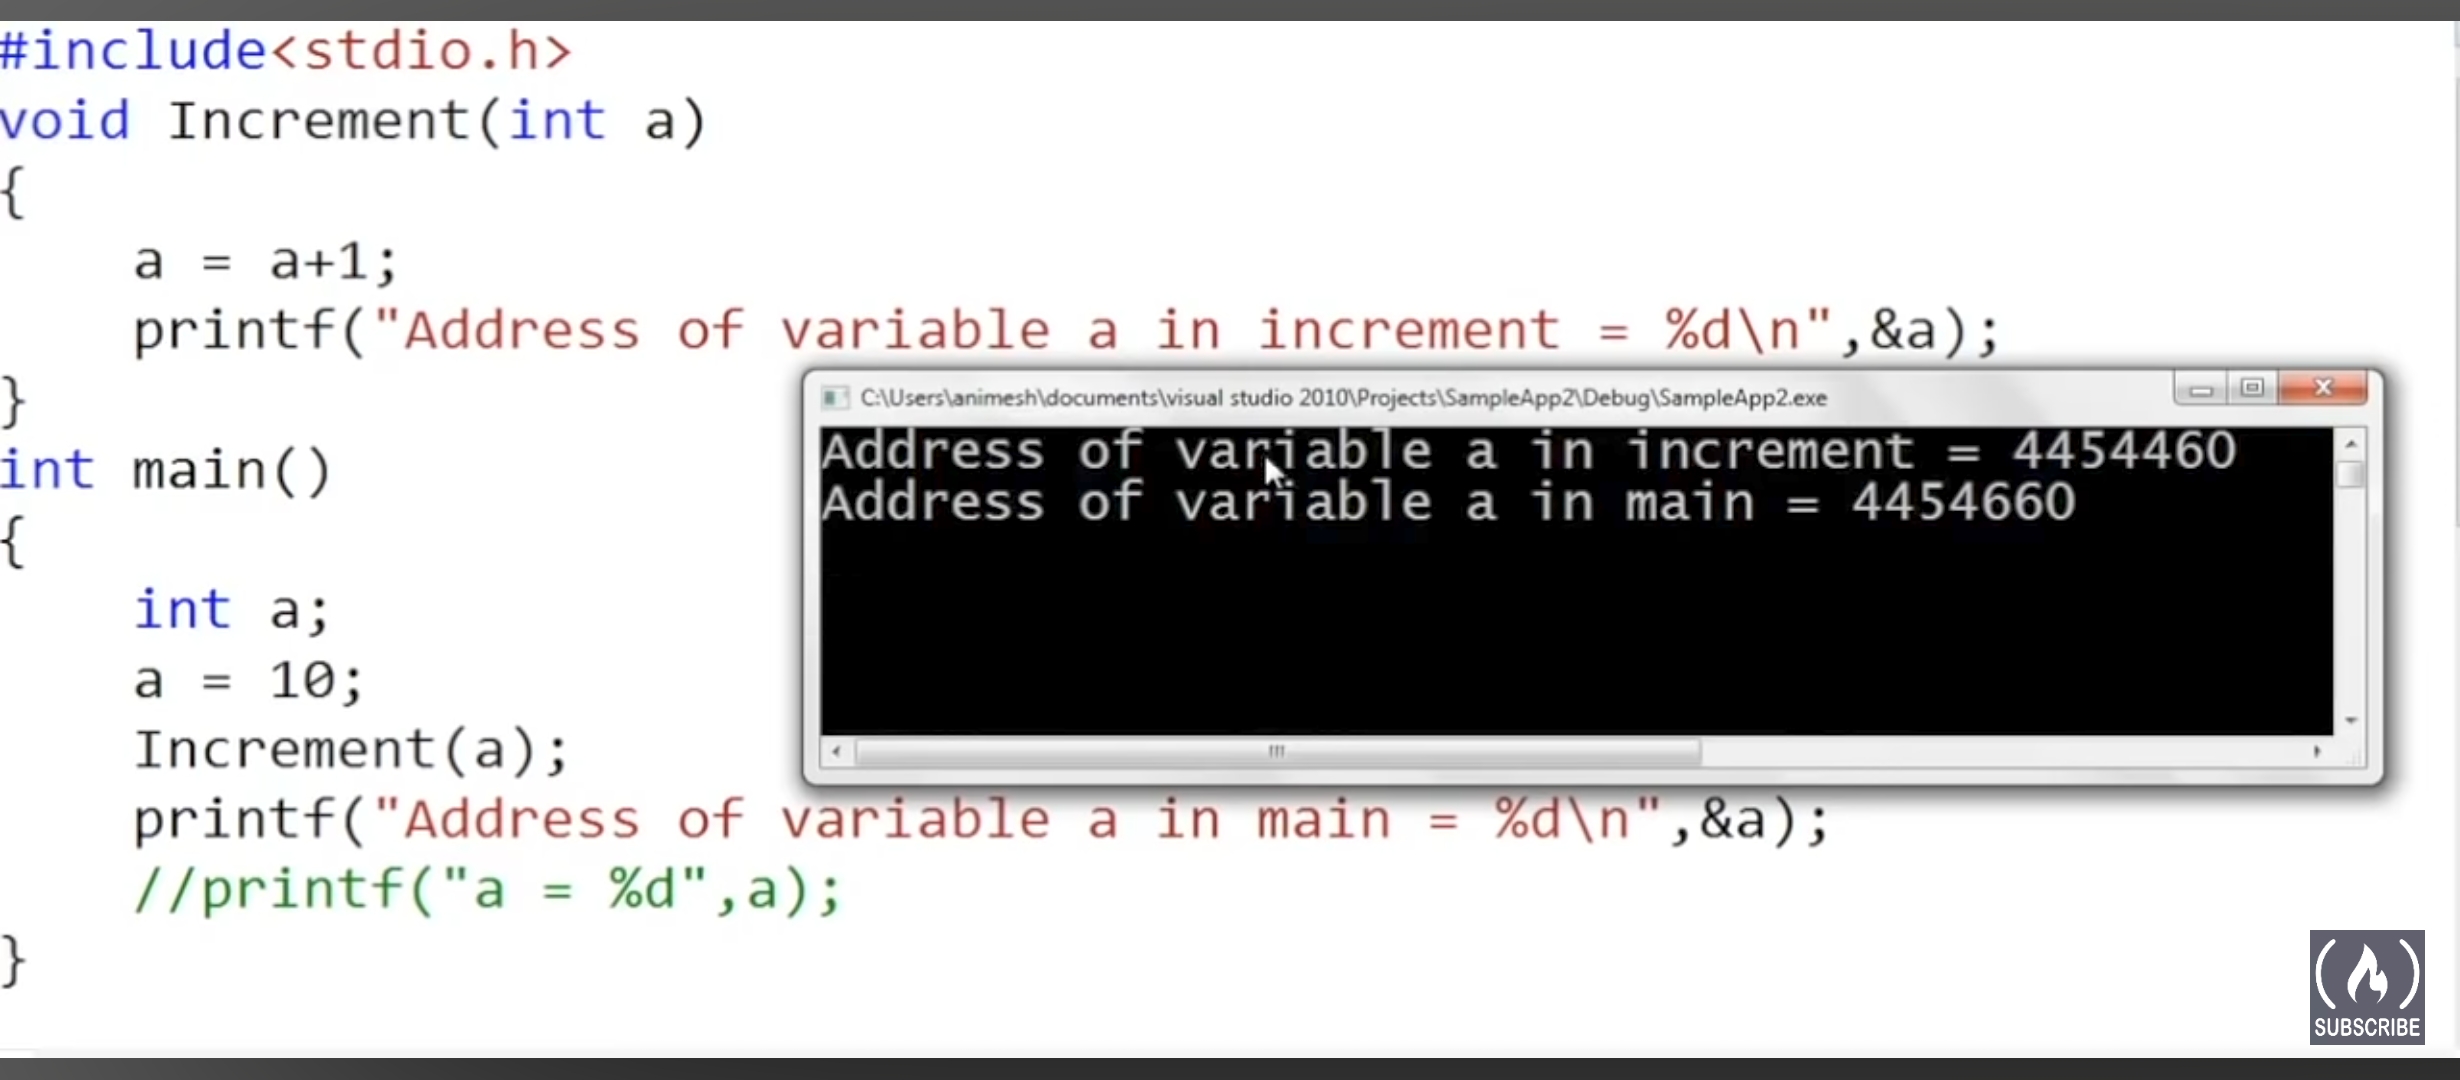 #include<stdio.h>
void Increment(int a)
{
a = a+1;
printf("Address of variable a in increment = %d\n",&a);
}
C:\Users\animesh\documents\visual studio 2010\Projects\SampleApp2\Debug\SampleApp2.exe
Address of variable a in increment = 4454460
Address of variable a in main = 4454660
int main()
{
int a;
a = 10;
Increment(a);
printf("Address of variable a in main = %d\n",&a);
//printf("a = %d",a);
}
SUBSCRIBE